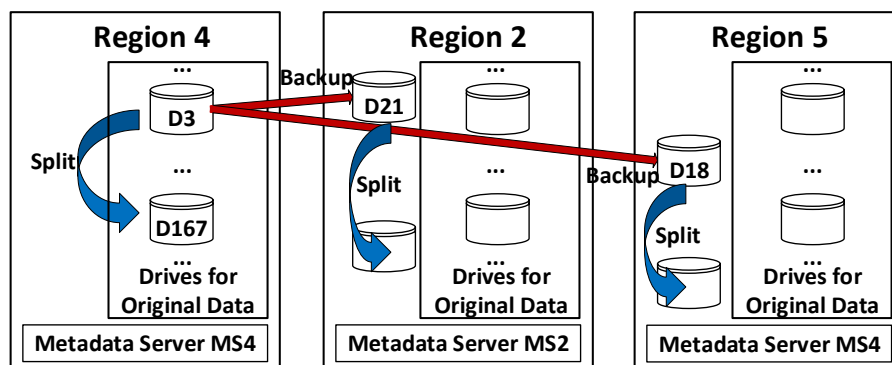 Region 4
...
D3
Split
...
D167
...
Drives for
Original Data
Metadata Server MS4
Region 2
Backup
D21
...
Split
...
...
Drives for
Original Data
Metadata Server MS2
Region 5
...
D18
Backup
...
Split
...
Drives for
Original Data
Metadata Server MS4